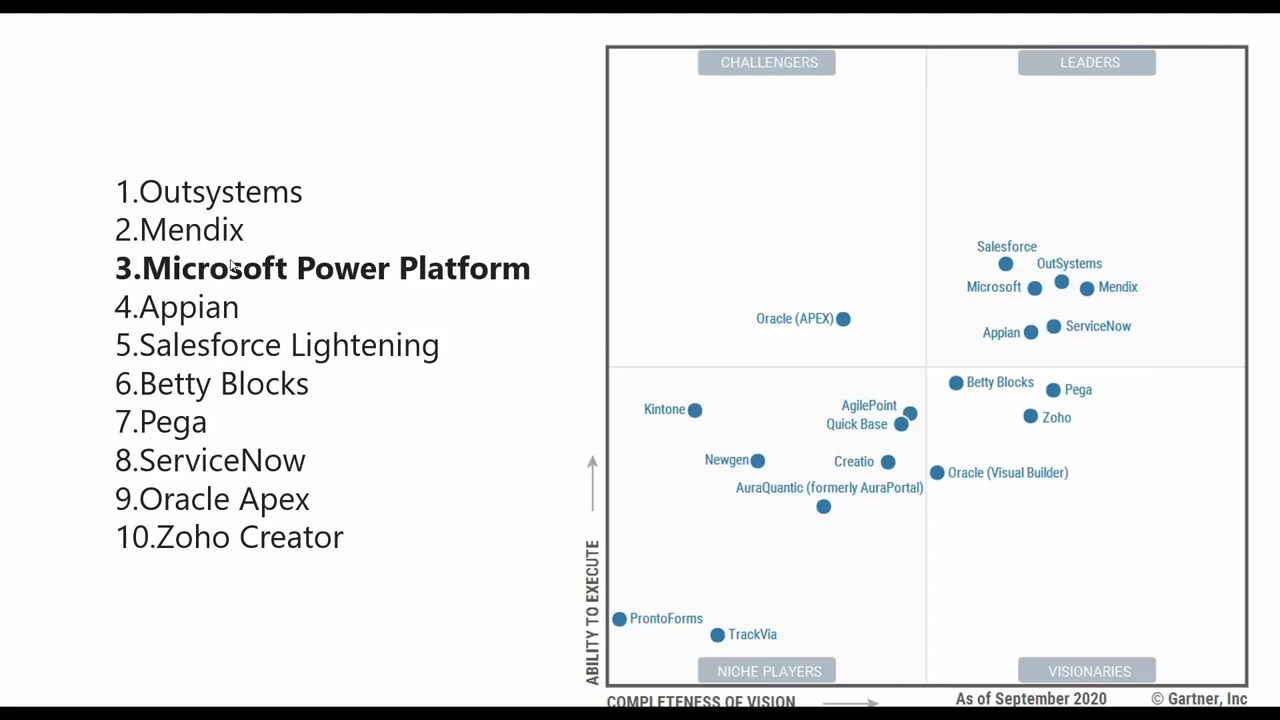 1.Outsystems
2.Mendix
3.Microsoft Power Platform
4.Appian
5.Salesforce Lightening
6.Betty Blocks
7.Pega
8.ServiceNow
9.Oracle Apex
10.Zoho Creator
CHALLENGERS
LEADERS
Salesforce
OutSystems
Microsoft
Mendix
Oracle (APEX)
ServiceNow
Appian
Betty Blocks
Pega
Kintone
AgilePoint
Quick Base
Zoho
Newgen
Creatio
Oracle (Visual Builder)
AuraQuantic (formerly AuraPortal)
ProntoForms
TrackVia
NICHE PLAYERS
VISIONARIES
ABILITY TO EXECUTE
COMPLETENESS OF VISION
As of September 2020
© Gartner, Inc